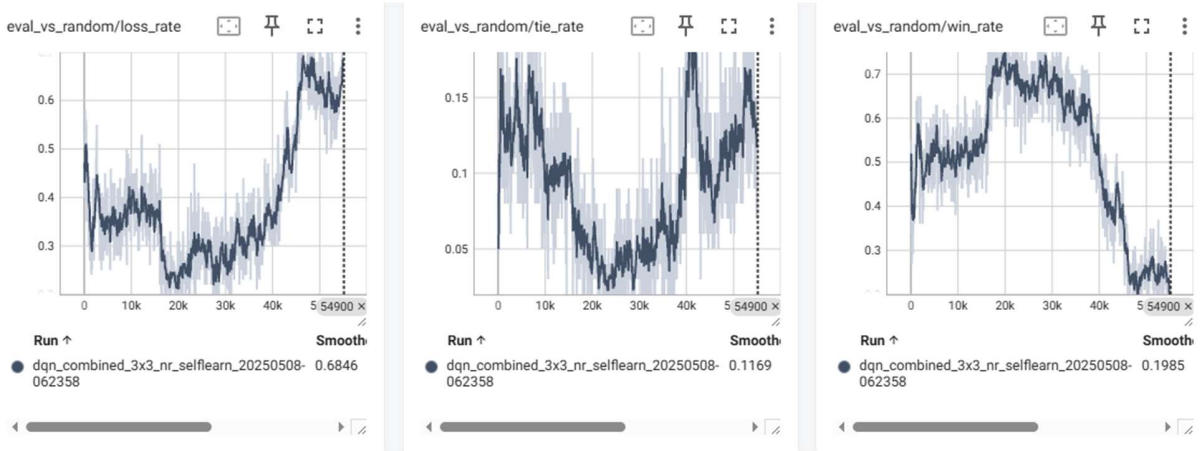 eval_vs_random/loss_rate
0.6
0.5
0.4
0.3
0 10k 20k 30k 40k 5 54900 ×
Run ↑ Smooth
dqn_combined_3x3_nr_selflearn_20250508- 0.6846
062358
eval_vs_random/tie_rate
0.15
0.1
0.05
0 10k 20k 30k 40k 5 54900 ×
Run ↑ Smooth
dqn_combined_3x3_nr_selflearn_20250508- 0.1169
062358
eval_vs_random/win_rate
0.7
0.6
0.5
0.4
0.3
0 10k 20k 30k 40k 5 54900 ×
Run ↑ Smooth
dqn_combined_3x3_nr_selflearn_20250508- 0.1985
062358